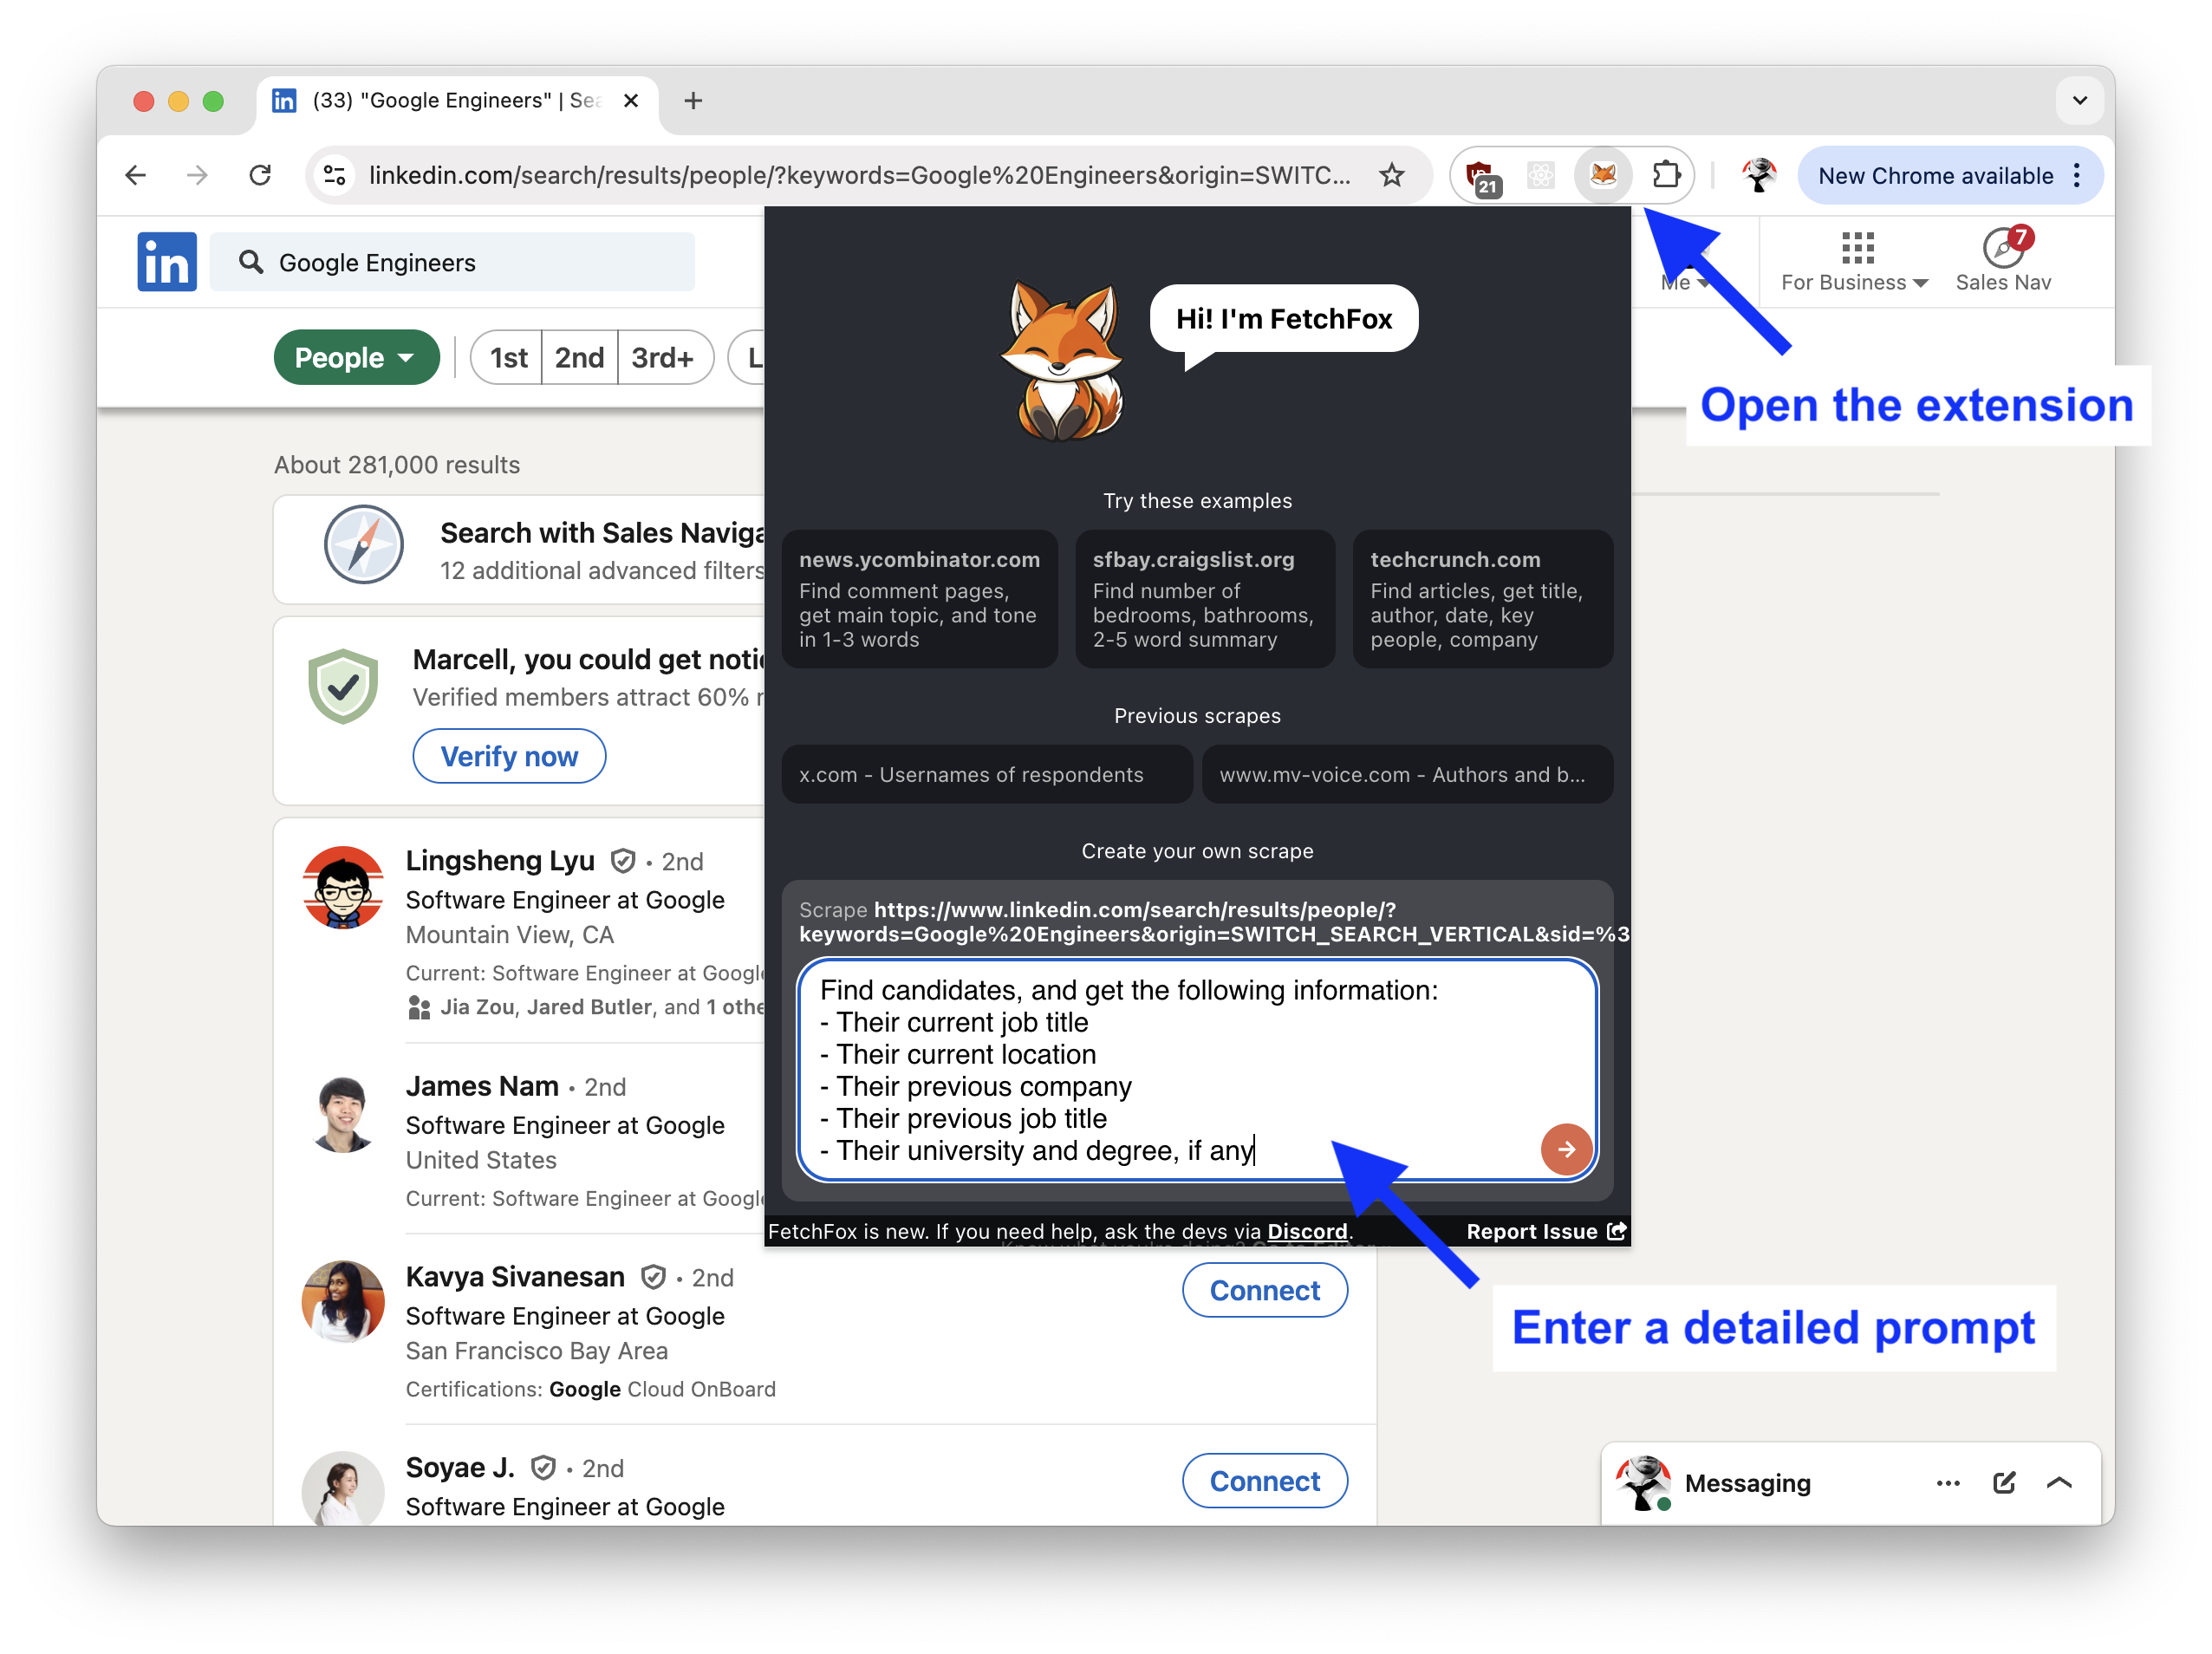 (33) "Google Engineers" | Sea
linkedin.com/search/results/people/?keywords=Google%20Engineers&origin=SWITC...
21
New Chrome available
in
Google Engineers
Me
For Business
7
Sales Nav
People
1st
2nd
3rd+
L
Open the extension
About 281,000 results
Search with Sales Naviga
12 additional advanced filters
Marcell, you could get notic
Verified members attract 60% r
Verify now
Lingsheng Lyu • 2nd
Software Engineer at Google
Mountain View, CA
Current: Software Engineer at Google
Jia Zou, Jared Butler, and 1 othe
James Nam • 2nd
Software Engineer at Google
United States
Current: Software Engineer at Google
Kavya Sivanesan • 2nd
Software Engineer at Google
San Francisco Bay Area
Certifications: Google Cloud OnBoard
Connect
Soyae J. • 2nd
Software Engineer at Google
Connect
Hi! I'm FetchFox
Try these examples
news.ycombinator.com
Find comment pages,
get main topic, and tone
in 1-3 words
sfbay.craigslist.org
Find number of
bedrooms, bathrooms,
2-5 word summary
techcrunch.com
Find articles, get title,
author, date, key
people, company
Previous scrapes
x.com - Usernames of respondents
www.mv-voice.com - Authors and b...
Create your own scrape
Scrape https://www.linkedin.com/search/results/people/?
keywords=Google%20Engineers&origin=SWITCH_SEARCH_VERTICAL&sid=%3
Find candidates, and get the following information:
- Their current job title
- Their current location
- Their previous company
- Their previous job title
- Their university and degree, if any
FetchFox is new. If you need help, ask the devs via Discord.
Report Issue
Enter a detailed prompt
Messaging